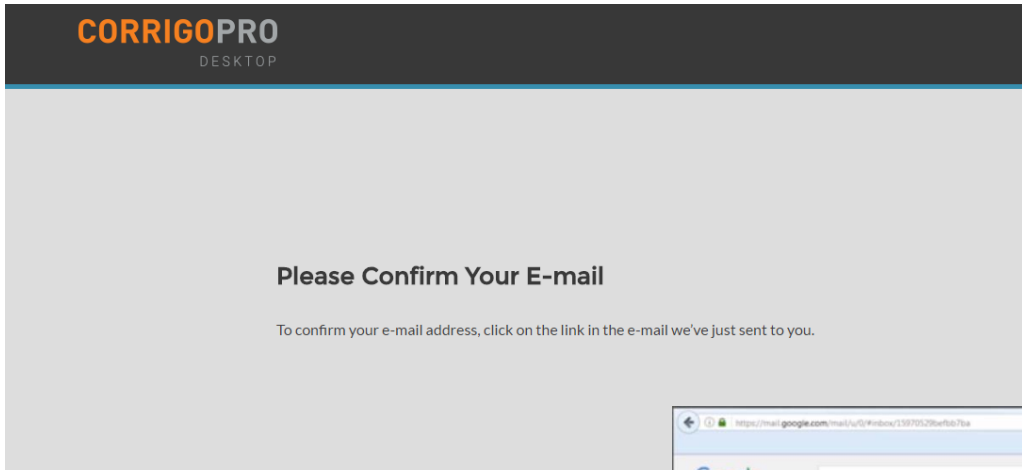 CORRIGOPRO
DESKTOP
Please Confirm Your E-mail
To confirm your e-mail address, click on the link in the e-mail we've just sent to you.
https://mail.google.com/mail/u/0/#inbox/15970529befbb7ba